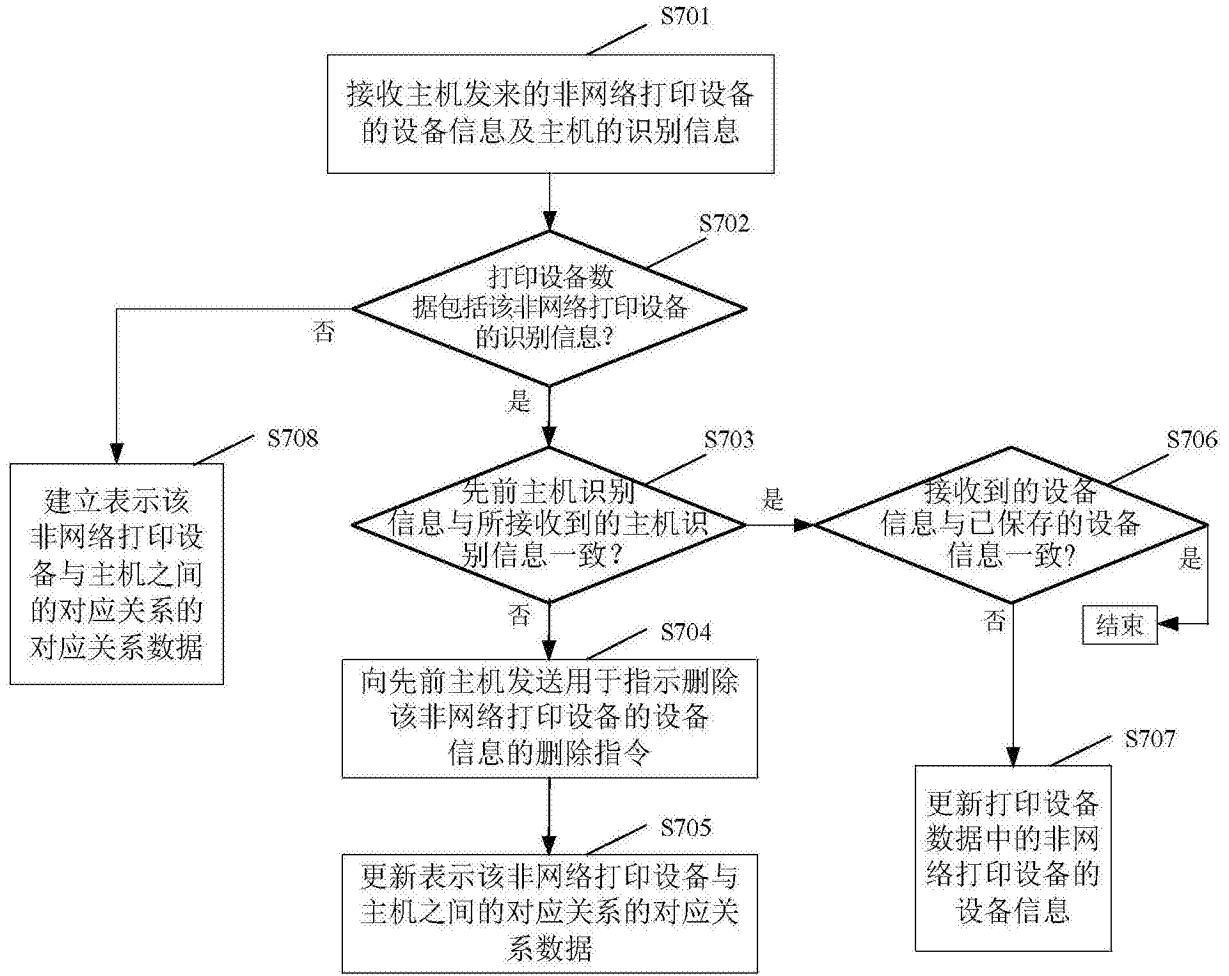 S701
接收主机发来的非网络打印设备
的设备信息及主机的识别信息
S702
打印设备数
据包括该非网络打印设备
的识别信息?
否
是
S708
建立表示该
非网络打印设
备与主机之间
的对应关系的
对应关系数据
S703
先前主机识别
信息与所接收到的主机识
别信息一致?
是
否
S706
接收到的设备
信息与已保存的设备
信息一致?
是
否
结束
S704
向先前主机发送用于指示删除
该非网络打印设备的设备
信息的删除指令
S705
更新表示该非网络打印设备与
主机之间的对应关系的对应关
系数据
S707
更新打印设备
数据中的非网
络打印设备的
设备信息